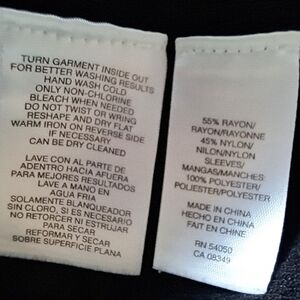 TURN GARMENT INSIDE OUT
FOR BETTER WASHING RESULTS
HAND WASH COLD
ONLY NON-CHLORINE
BLEACH WHEN NEEDED
DO NOT TWIST OR WRING
RESHAPE AND DRY FLAT
WARM IRON ON REVERSE SIDE
IF NECESSARY
CAN BE DRY CLEANED
LAVE CON AL PARTE DE
ADENTRO HACIA AFUERA
PARA MEJORES RESULTADOS
LAVE A MANO EN
AGUA FRIA
SOLAMENTE BLANQUEADOR
SIN CLORO, SI ES NECESARIO
NO RETORCER NI ESTRUJAR
PARA SECAR
REFORMAR Y SECAR
SOBRE SUPERFICIE PLANA
55% RAYON/
RAYON/RAYONNE
45% NYLON/
NILON/NYLON
SLEEVES/
MANGAS/MANCHES:
100% POLYESTER/
POLIESTER/POLYESTER
MADE IN CHINA
HECHO EN CHINA
FAIT EN CHINE
RN 54050
CA 08349